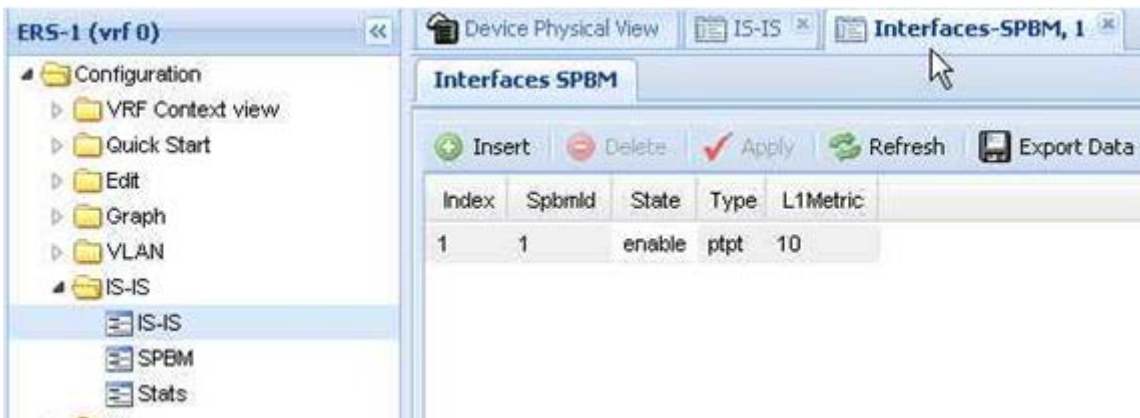 ERS-1 (vrf 0)
Configuration
VRF Context view
Quick Start
Edit
Graph
VLAN
IS-IS
IS-IS
SPBM
Stats
Device Physical View IS-IS Interfaces-SPBM, 1
Interfaces SPBM
Insert Delete Apply Refresh Export Data
Index SpbmId State Type L1Metric
1 1 enable ptpt 10